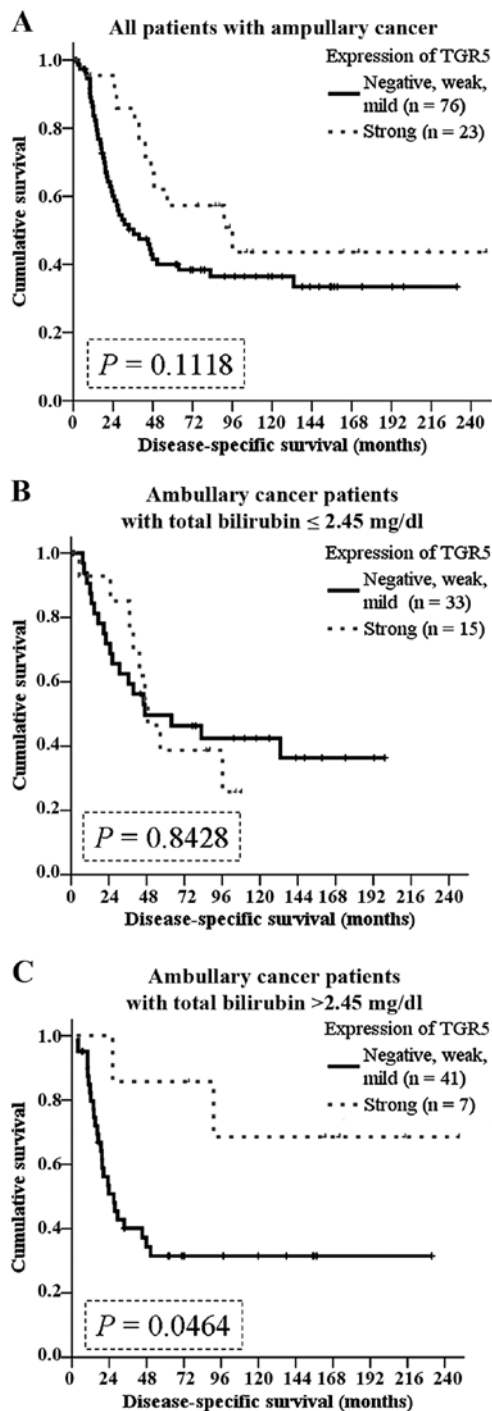 A
All patients with ampullary cancer
Expression of TGR5
Negative, weak,
mild (n = 76)
Strong (n = 23)
Cumulative survival
1.0
0.8
0.6
0.4
0.2
0.0
P = 0.1118
0 24 48 72 96 120 144 168 192 216 240
Disease-specific survival (months)
B
Ambullary cancer patients
with total bilirubin ≤ 2.45 mg/dl
Expression of TGR5
Negative, weak,
mild (n = 33)
Strong (n = 15)
Cumulative survival
1.0
0.8
0.6
0.4
0.2
0.0
P = 0.8428
0 24 48 72 96 120 144 168 192 216 240
Disease-specific survival (months)
C
Ambullary cancer patients
with total bilirubin >2.45 mg/dl
Expression of TGR5
Negative, weak,
mild (n = 41)
Strong (n = 7)
Cumulative survival
1.0
0.8
0.6
0.4
0.2
0.0
P = 0.0464
0 24 48 72 96 120 144 168 192 216 240
Disease-specific survival (months)